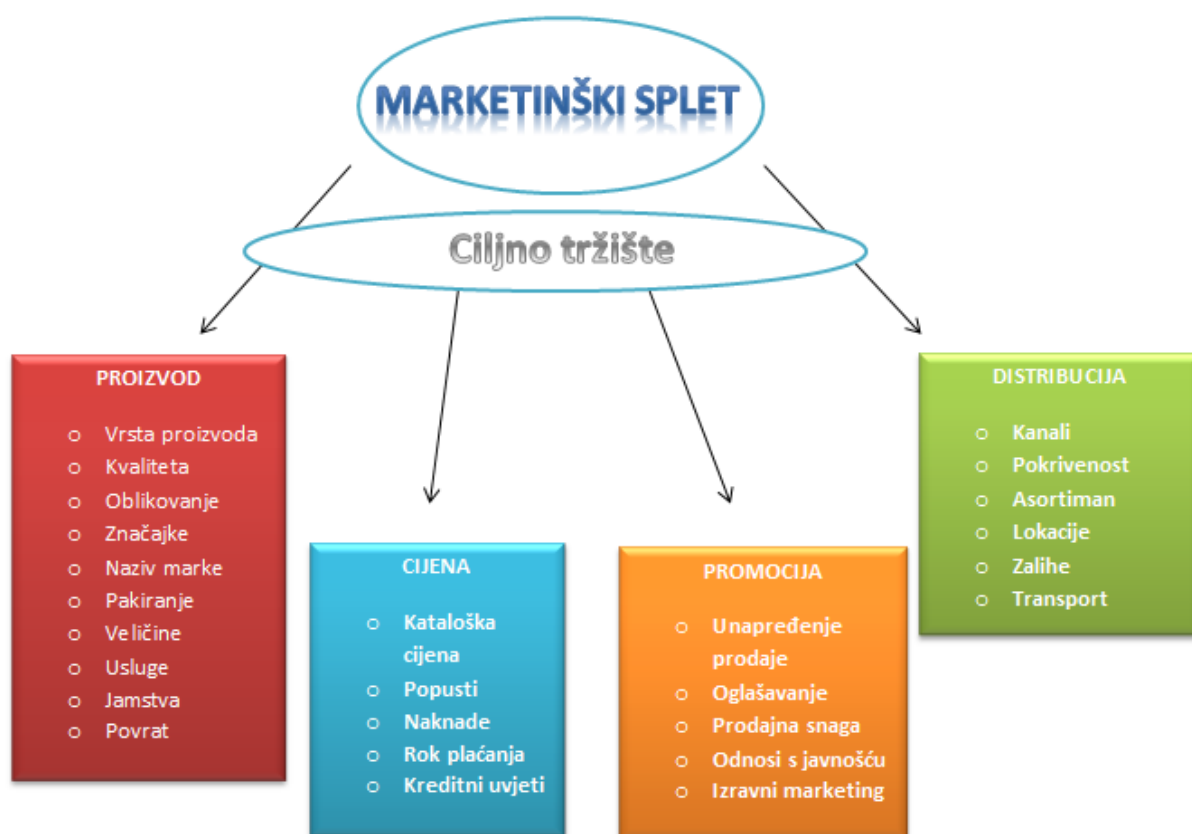 MARKETINŠKI SPLET
Ciljno tržište
PROIZVOD
o Vrsta proizvoda
o Kvaliteta
o Oblikovanje
o Značajke
o Naziv marke
o Pakiranje
o Veličine
o Usluge
o Jamstva
o Povrat
CIJENA
o Kataloška
cijena
o Popusti
o Naknade
o Rok plaćanja
o Kreditni uvjeti
PROMOCIJA
o Unapređenje
prodaje
o Oglašavanje
o Prodajna snaga
o Odnosi s javnošću
o Izravni marketing
DISTRIBUCIJA
o Kanali
o Pokrivenost
o Asortiman
o Lokacije
o Zalihe
o Transport